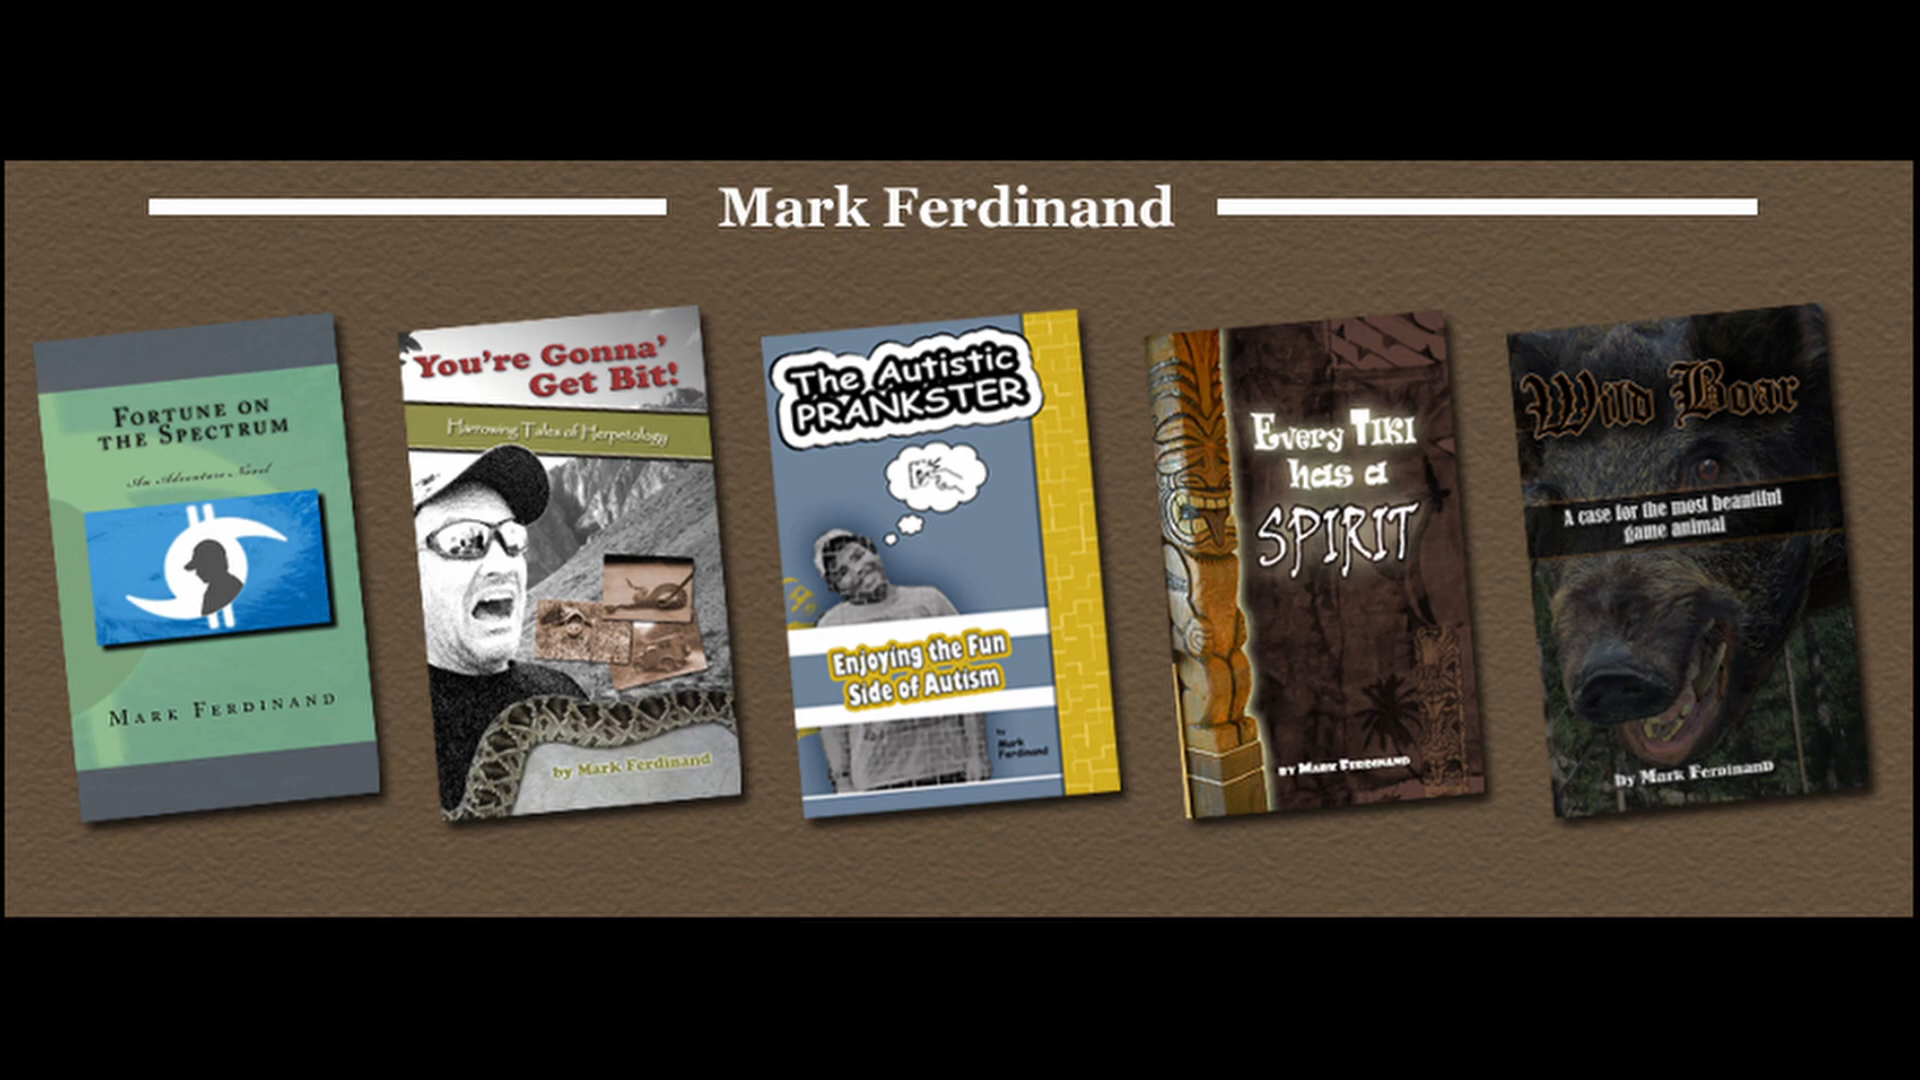 Mark Ferdinand
FORTUNE ON
THE SPECTRUM
An Adventure Novel
MARK FERDINAND
You're Gonna'
Get Bit!
Harrowing Tales of Herpetology
by Mark Ferdinand
The Autistic
PRANKSTER
Enjoying the Fun
Side of Autism
by
Mark
Ferdinand
Every TIKI
has a
SPIRIT
BY MARK FERDINAND
Wild Boar
A case for the most beautiful
game animal
by Mark Ferdinand